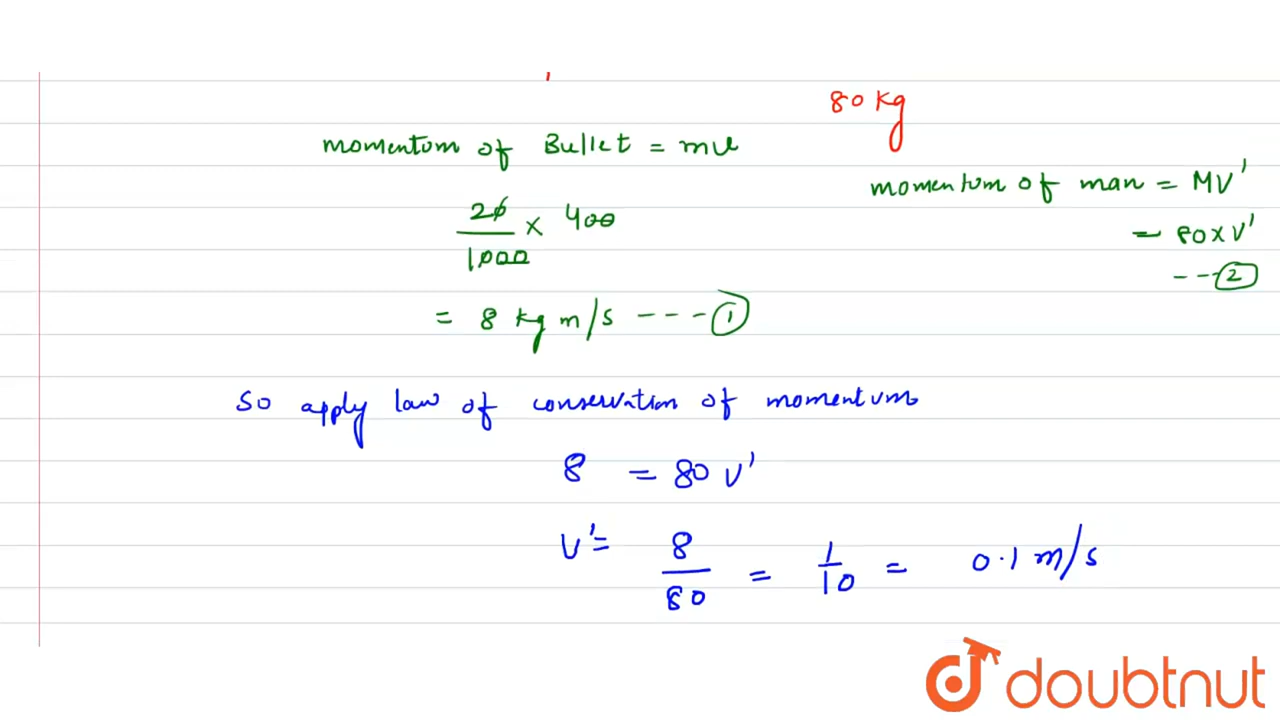 80 Kg
momentum of Bullet = mv
momentum of man = MV'
20/1000 × 400
= 80 x V'
--- ②
= 8 kg m/s --- ①
So apply law of conservation of momentum
8 = 80 V'
V' = 8/80 = 1/10 = 0.1 m/s
doubtnut